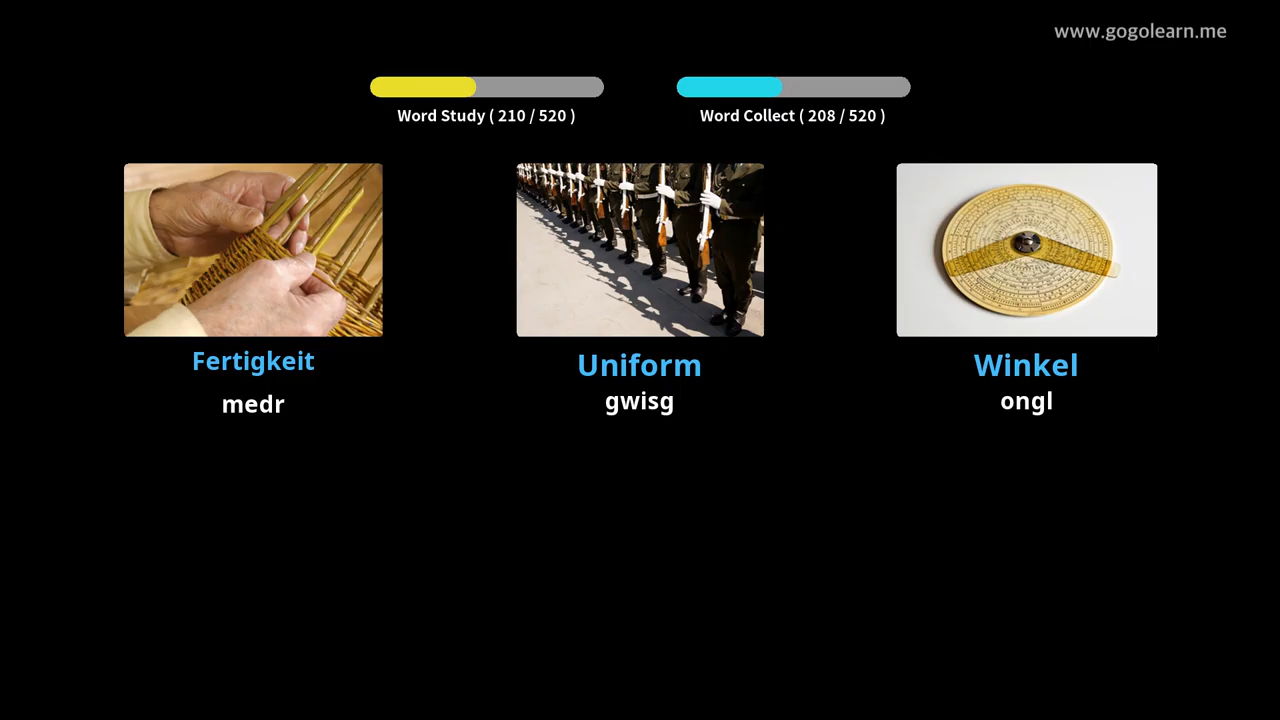 www.gogolearn.me
Word Study ( 210 / 520 )
Word Collect ( 208 / 520 )
Fertigkeit
medr
Uniform
gwisg
Winkel
ongl